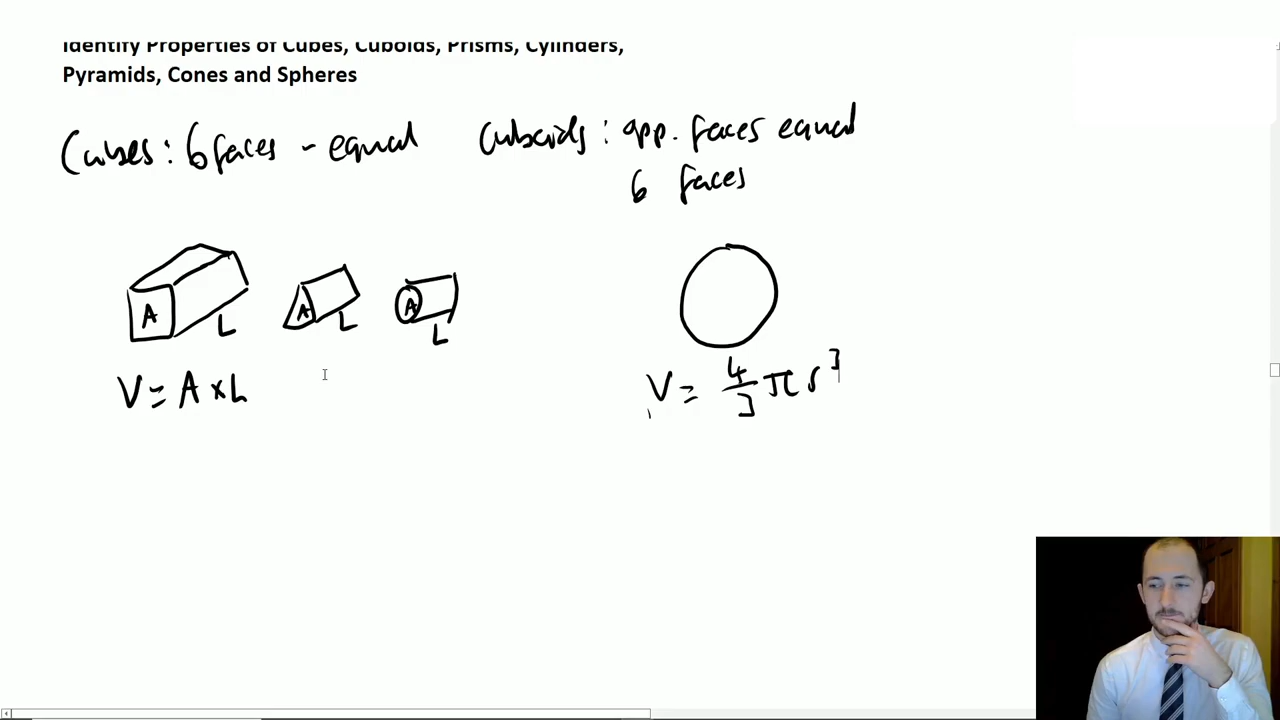 Identify Properties of Cubes, Cuboids, Prisms, Cylinders,
Pyramids, Cones and Spheres
Cubes : 6 faces - equal
Cuboids : opp. faces equal
6 faces
A L
A L
A L
V = A × L
V = 4/3 π r³